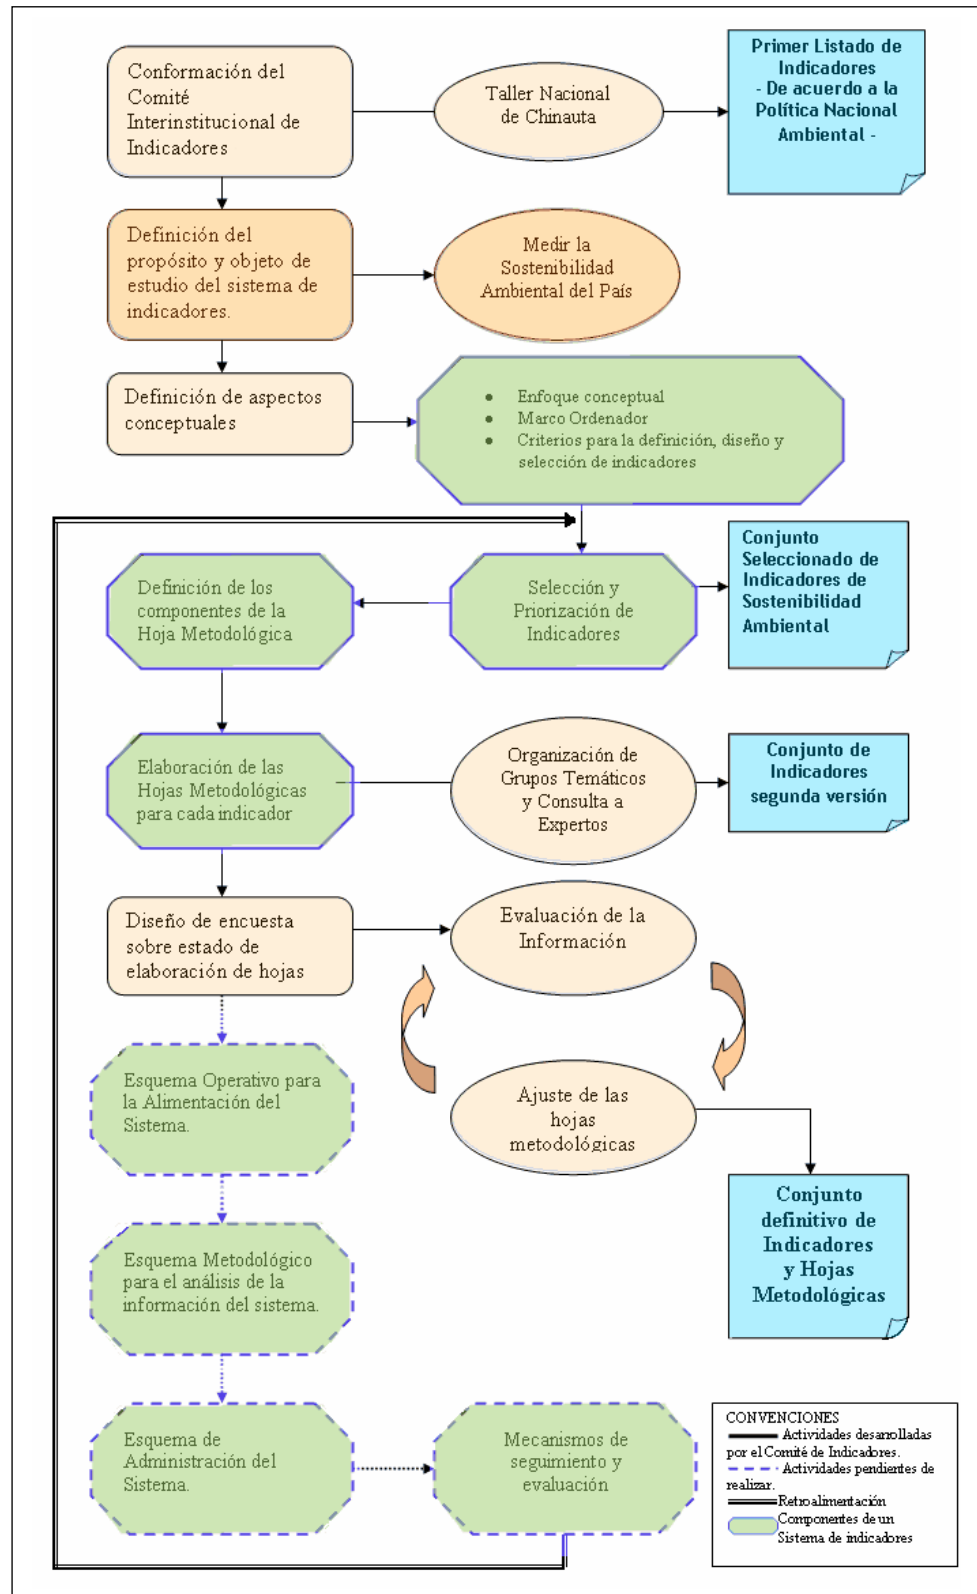 Conformación del
Comité
Interinstitucional de
Indicadores
Taller Nacional
de Chinauta
Primer Listado de
Indicadores
- De acuerdo a la
Política Nacional
Ambiental -
Definición del
propósito y objeto de
estudio del sistema de
indicadores.
Medir la
Sostenibilidad
Ambiental del País
Definición de aspectos
conceptuales
● Enfoque conceptual
● Marco Ordenador
● Criterios para la definición, diseño y
selección de indicadores
Definición de los
componentes de la
Hoja Metodológica
Selección y
Priorización de
Indicadores
Conjunto
Seleccionado de
Indicadores de
Sostenibilidad
Ambiental
Elaboración de las
Hojas Metodológicas
para cada indicador
Organización de
Grupos Temáticos
y Consulta a
Expertos
Conjunto de
Indicadores
segunda versión
Diseño de encuesta
sobre estado de
elaboración de hojas
Evaluación de la
Información
Esquema Operativo para
la Alimentación del
Sistema.
Ajuste de las
hojas
metodológicas
Conjunto
definitivo de
Indicadores
y Hojas
Metodológicas
Esquema Metodológico
para el análisis de la
información del sistema.
Esquema de
Administración del
Sistema.
Mecanismos de
seguimiento y
evaluación
CONVENCIONES
Actividades desarrolladas
por el Comité de Indicadores.
- Actividades pendientes de
realizar.
Retroalimentación
Componentes de un
Sistema de indicadores